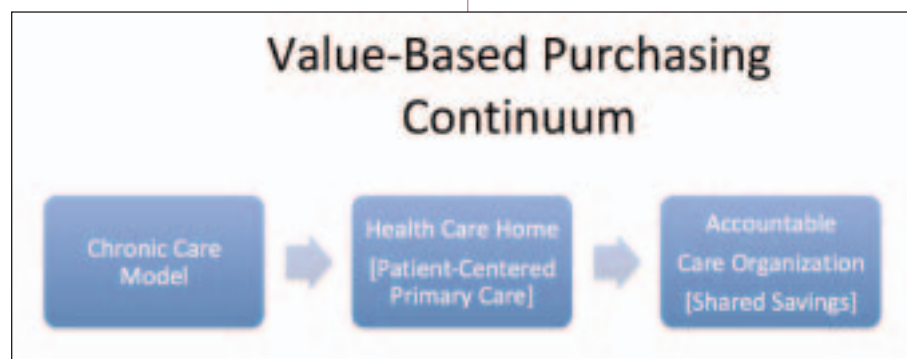 Value-Based Purchasing
Continuum
Chronic Care
Model
Health Care Home
[Patient-Centered
Primary Care]
Accountable
Care Organization
[Shared Savings]